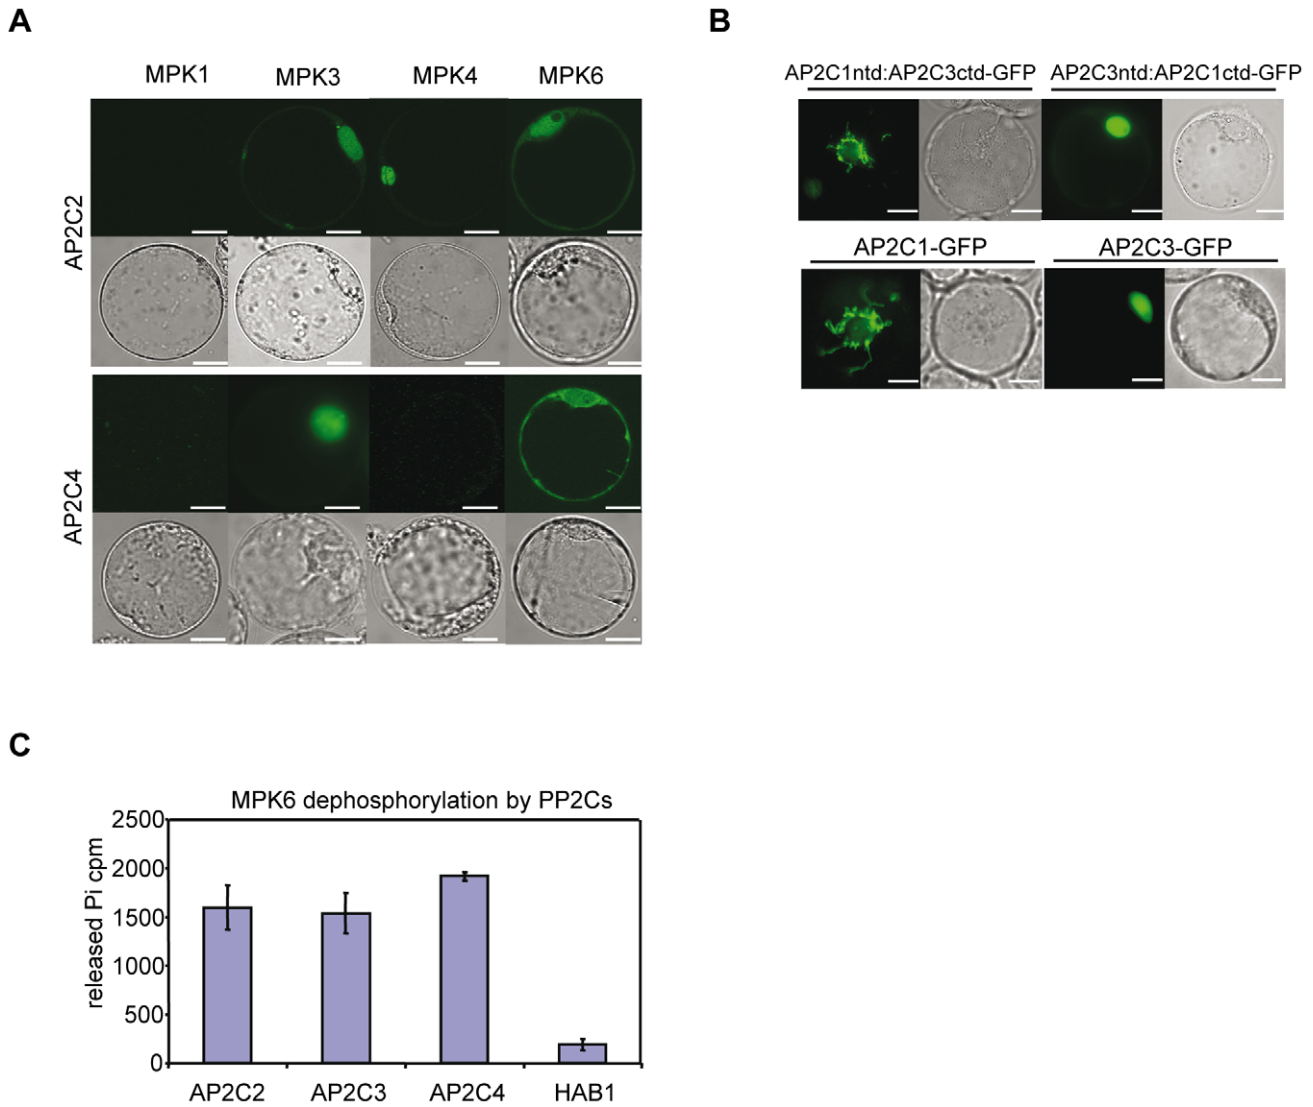 A
MPK1 MPK3 MPK4 MPK6
AP2C2
AP2C4
B
AP2C1ntd:AP2C3ctd-GFP AP2C3ntd:AP2C1ctd-GFP
AP2C1-GFP AP2C3-GFP
C
MPK6 dephosphorylation by PP2Cs
released Pi cpm
2500
2000
1500
1000
500
0
AP2C2 AP2C3 AP2C4 HAB1